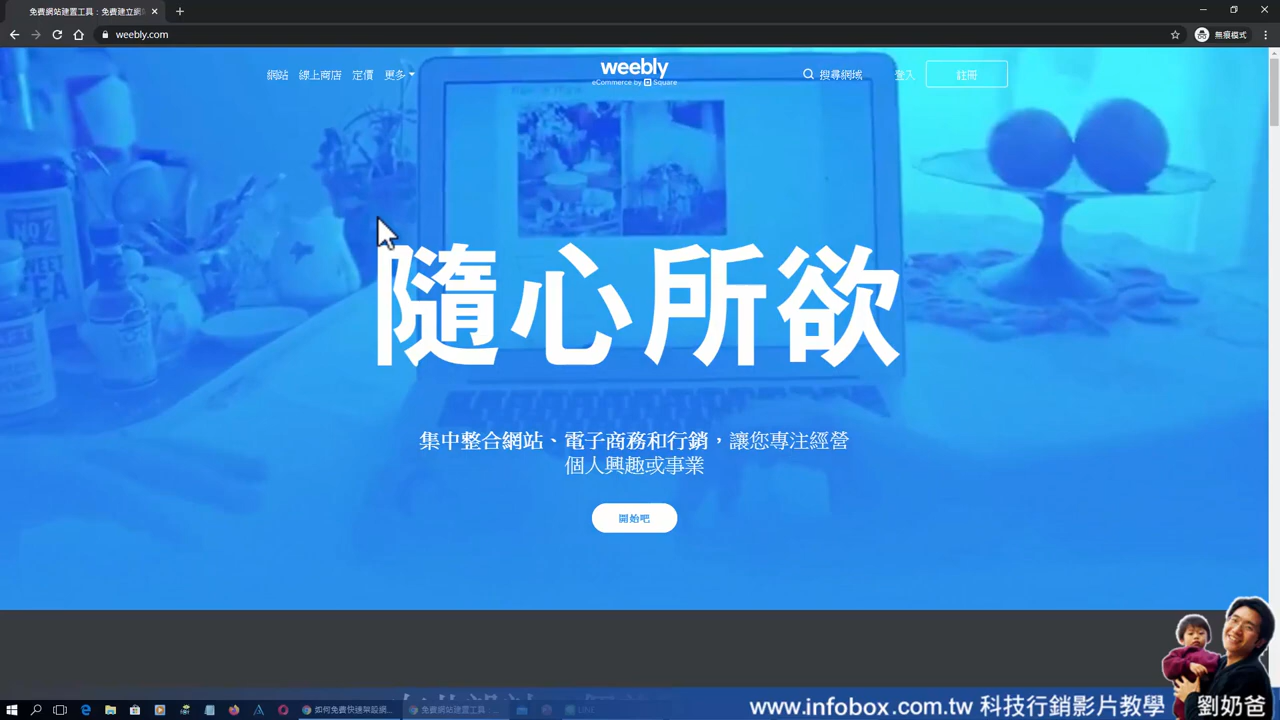 免費網站建置工具：免費建立網
weebly.com
無痕模式
網站 線上商店 定價 更多
weebly
eCommerce by Square
搜尋網域 登入 註冊
NO 2
SWEET
TEA
隨心所欲
集中整合網站、電子商務和行銷，讓您專注經營
個人興趣或事業
開始吧
如何免費快速架設網...
免費網站建置工具：...
www.infobox.com.tw 科技行銷影片教學
劉奶爸